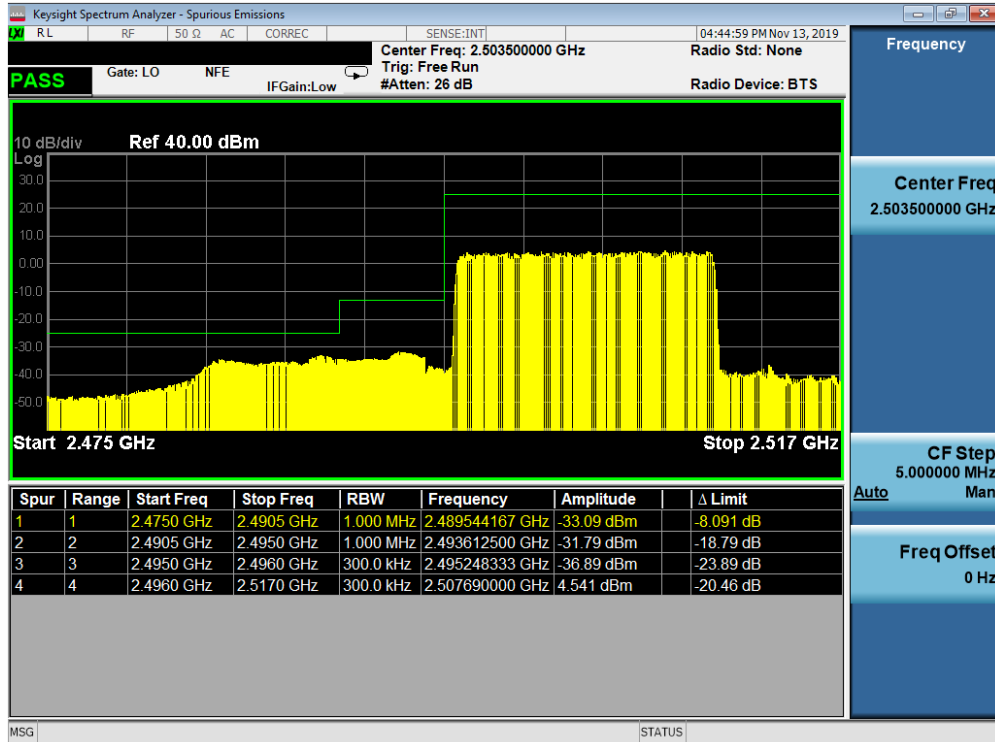 Keysight Spectrum Analyzer - Spurious Emissions
LXI RL RF 50 Ω AC CORREC SENSE:INT 04:44:59 PM Nov 13, 2019
Center Freq: 2.503500000 GHz Radio Std: None
Trig: Free Run
PASS Gate: LO NFE IFGain:Low #Atten: 26 dB Radio Device: BTS
10 dB/div Ref 40.00 dBm
Log
30.0
20.0
10.0
0.00
-10.0
-20.0
-30.0
-40.0
-50.0
Start 2.475 GHz Stop 2.517 GHz
Spur Range Start Freq Stop Freq RBW Frequency Amplitude Δ Limit
1 1 2.4750 GHz 2.4905 GHz 1.000 MHz 2.489544167 GHz -33.09 dBm -8.091 dB
2 2 2.4905 GHz 2.4950 GHz 1.000 MHz 2.493612500 GHz -31.79 dBm -18.79 dB
3 3 2.4950 GHz 2.4960 GHz 300.0 kHz 2.495248333 GHz -36.89 dBm -23.89 dB
4 4 2.4960 GHz 2.5170 GHz 300.0 kHz 2.507690000 GHz 4.541 dBm -20.46 dB
Frequency
Center Freq
2.503500000 GHz
CF Step
5.000000 MHz
Auto Man
Freq Offset
0 Hz
MSG STATUS